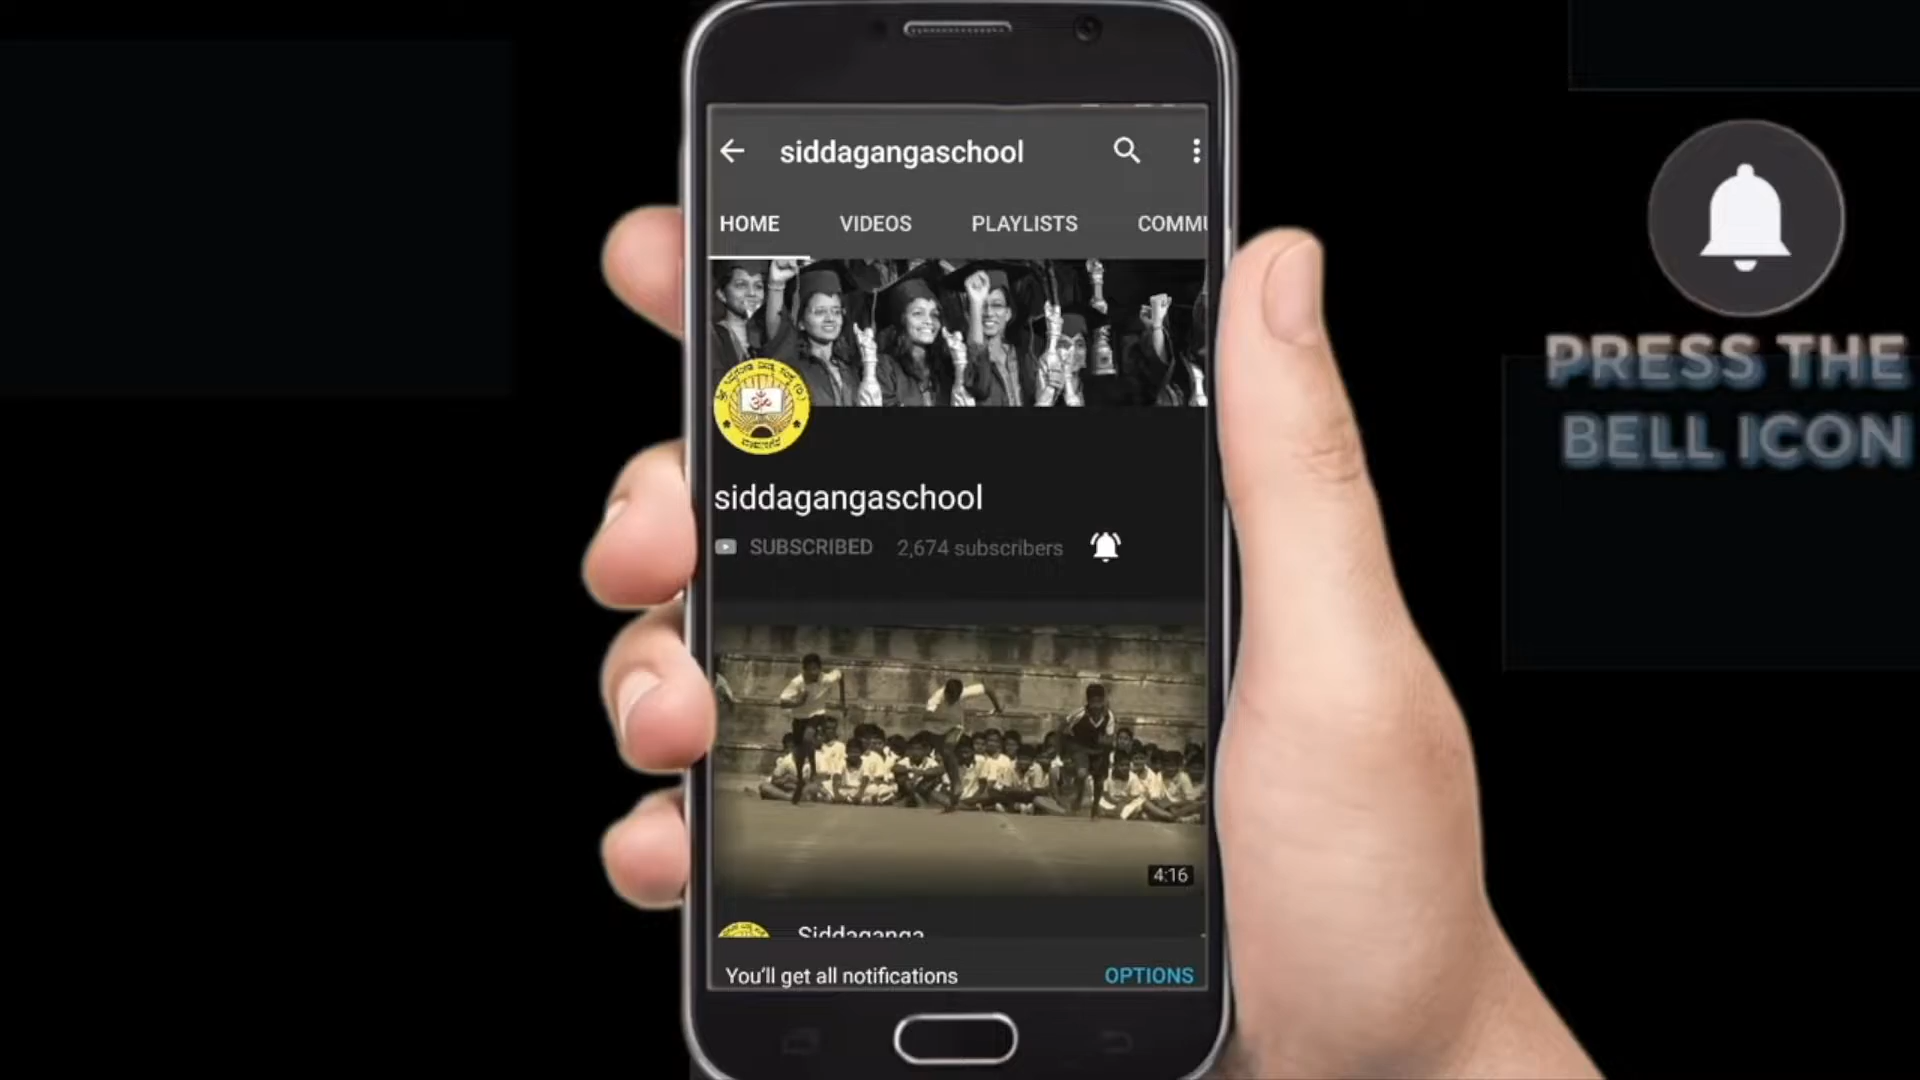 siddagangaschool
HOME VIDEOS PLAYLISTS COMMU
siddagangaschool
SUBSCRIBED 2,674 subscribers
4:16
Siddaganga
You'll get all notifications OPTIONS
PRESS THE
BELL ICON